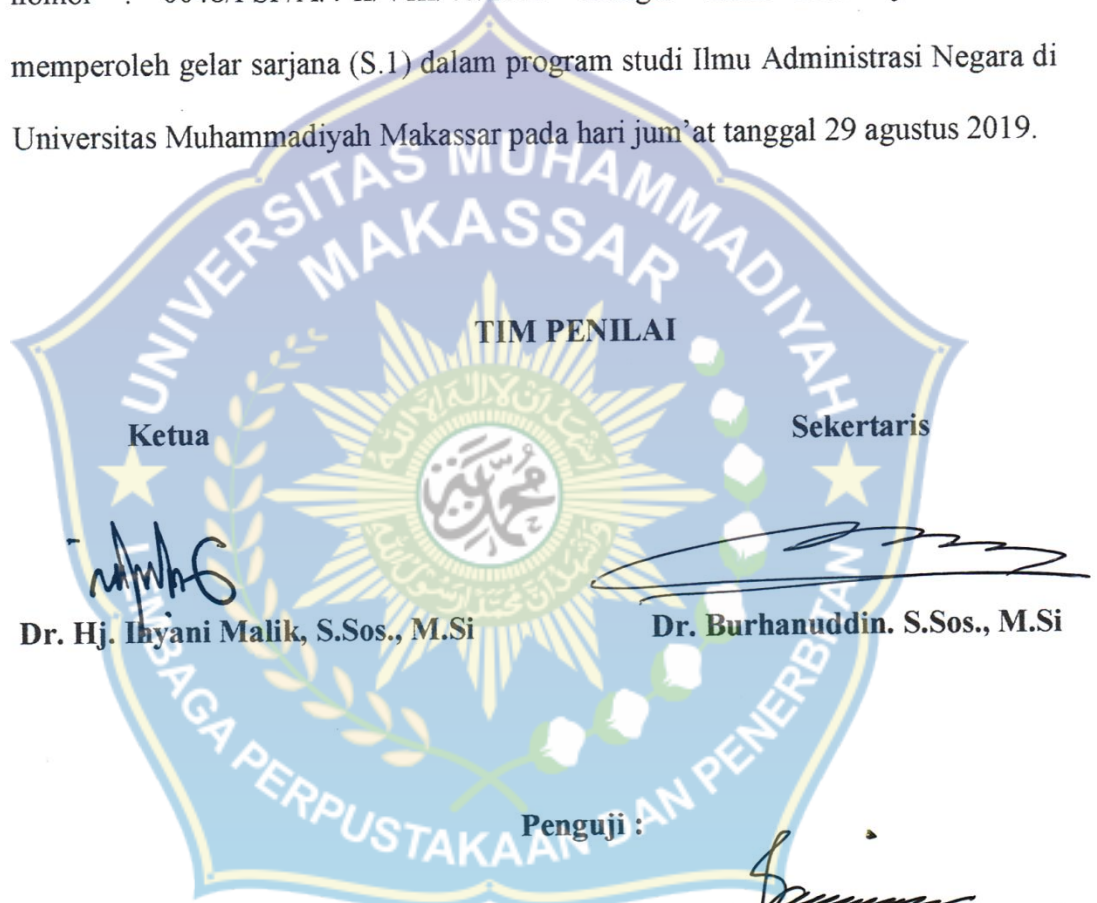 memperoleh gelar sarjana (S.1) dalam program studi Ilmu Administrasi Negara di
Universitas Muhammadiyah Makassar pada hari jum'at tanggal 29 agustus 2019.
UNIVERSITAS MUHAMMADIYAH
MAKASSAR
TIM PENILAI
Ketua
Sekertaris
محمد
Dr. Hj. Ihyani Malik, S.Sos., M.Si
Dr. Burhanuddin. S.Sos., M.Si
LEMBAGA PERPUSTAKAAN DAN PENERBITAN
Penguji :